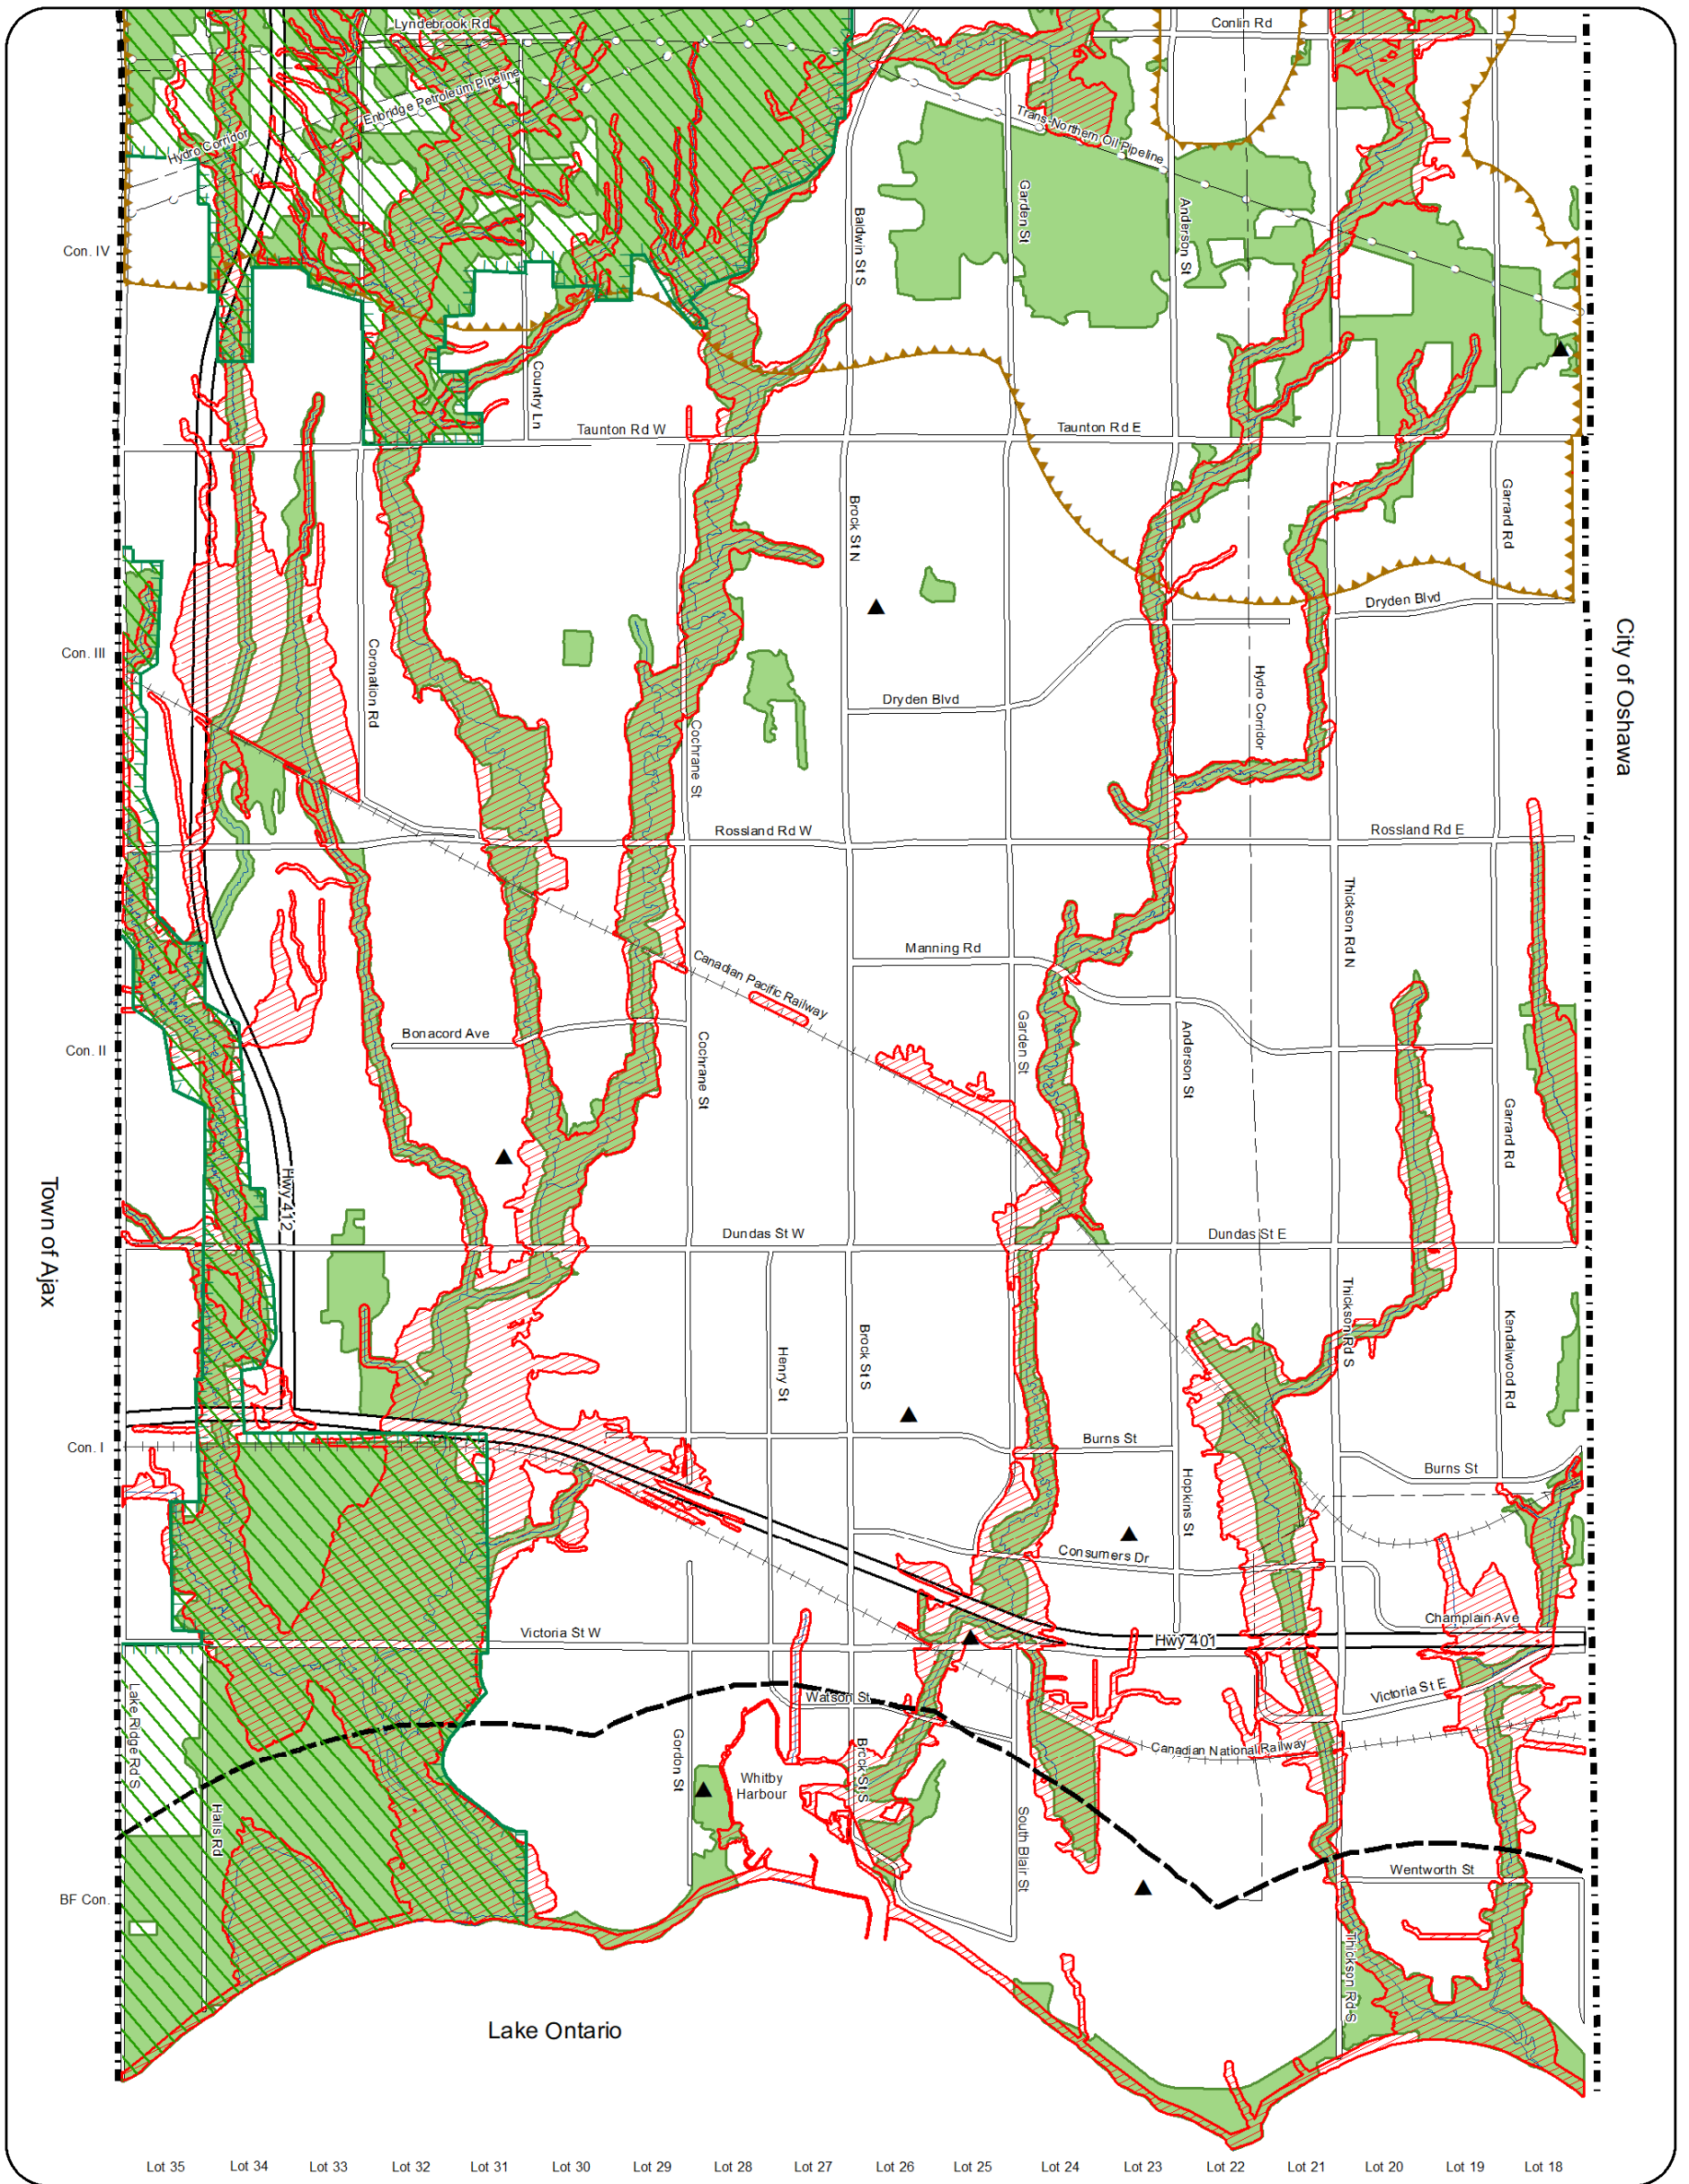 Lyndebrook Rd
Conlin Rd
Enbridge Petroleum Pipeline
Hydro Corridor
Trans-Northern Oil Pipeline
Con. IV
Baldwin St S
Garden St
Anderson St
Country Ln
Taunton Rd W
Taunton Rd E
Brock St N
Garrard Rd
Dryden Blvd
Con. III
Coronation Rd
City of Oshawa
Hydro Corridor
Dryden Blvd
Cochrane St
Rossland Rd W
Rossland Rd E
Thickson Rd N
Manning Rd
Canadian Pacific Railway
Bonacord Ave
Con. II
Cochrane St
Garden St
Anderson St
Garrard Rd
Hwy 412
Town of Ajax
Dundas St W
Dundas St E
Thickson Rd S
Henry St
Brock St S
Kendalwood Rd
Con. I
Burns St
Burns St
Hopkins St
Consumers Dr
Champlain Ave
Victoria St W
Hwy 401
Lake Ridge Rd S
Watson St
Victoria St E
Gordon St
Brock St S
Canadian National Railway
Whitby
Harbour
Halls Rd
South Blair St
Wentworth St
BF Con.
Thickson Rd S
Lake Ontario
Lot 35 Lot 34 Lot 33 Lot 32 Lot 31 Lot 30 Lot 29 Lot 28 Lot 27 Lot 26 Lot 25 Lot 24 Lot 23 Lot 22 Lot 21 Lot 20 Lot 19 Lot 18